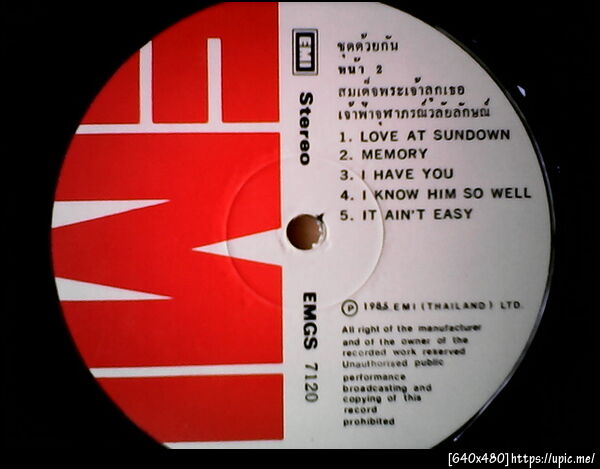 EMI
Stereo
ชุดด้วยกัน
หน้า 2
สมเด็จพระเจ้าลูกเธอ
เจ้าฟ้าจุฬาภรณ์วลัยลักษณ์
1. LOVE AT SUNDOWN
2. MEMORY
3. I HAVE YOU
4. I KNOW HIM SO WELL
5. IT AIN'T EASY
EMGS 7120
Ⓟ 1985 EMI (THAILAND) LTD.
All right of the manufacturer
and of the owner of the
recorded work reserved
Unauthorised public
performance
broadcasting and
copying of this
record
prohibited
EMI
[640x480]https://upic.me/